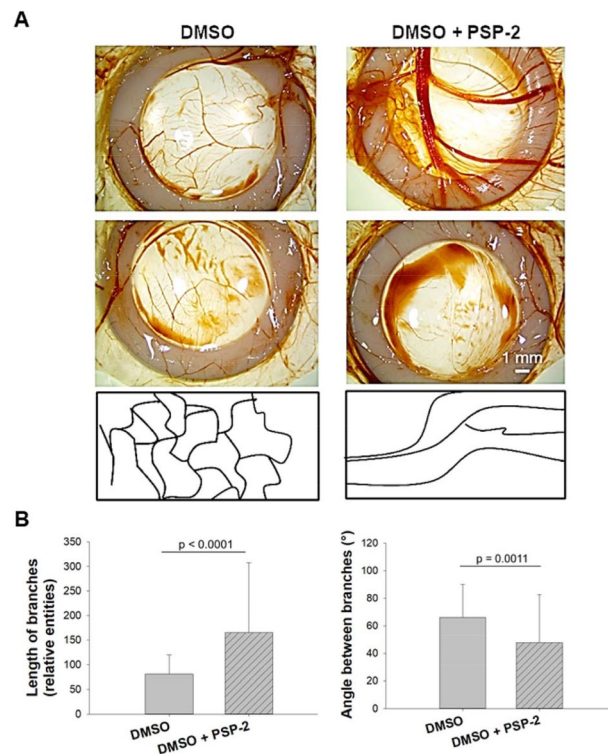 A
DMSO
DMSO + PSP-2
1 mm
B
Length of branches
(relative entities)
350
300
250
200
150
100
50
0
p < 0.0001
DMSO
DMSO + PSP-2
Angle between branches (°)
120
100
80
60
40
20
0
p = 0.0011
DMSO
DMSO + PSP-2